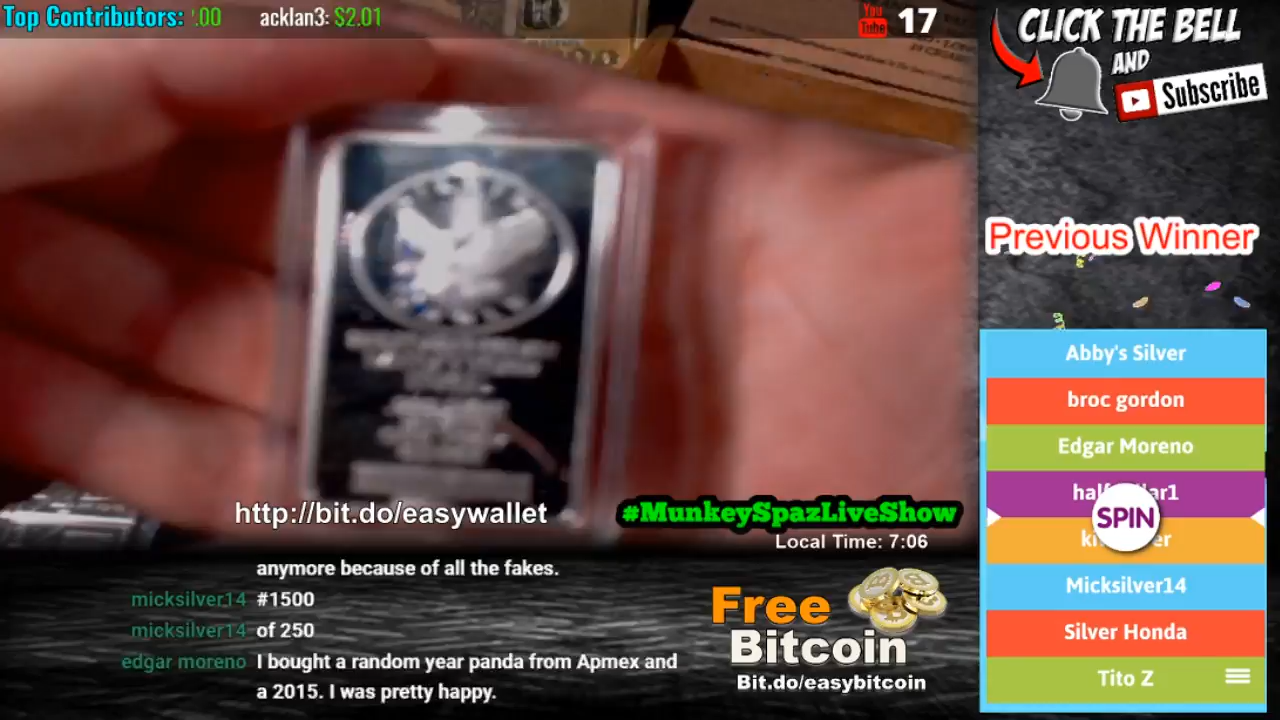 Top Contributors: .00 acklan3: $2.01
You Tube 17
CLICK THE BELL
AND
Subscribe
Previous Winner
Abby's Silver
broc gordon
Edgar Moreno
SPIN
Micksilver14
Silver Honda
Tito Z
http://bit.do/easywallet
#MunkeySpazLiveShow
Local Time: 7:06
anymore because of all the fakes.
micksilver14 #1500
micksilver14 of 250
edgar moreno I bought a random year panda from Apmex and
a 2015. I was pretty happy.
Free
Bitcoin
Bit.do/easybitcoin